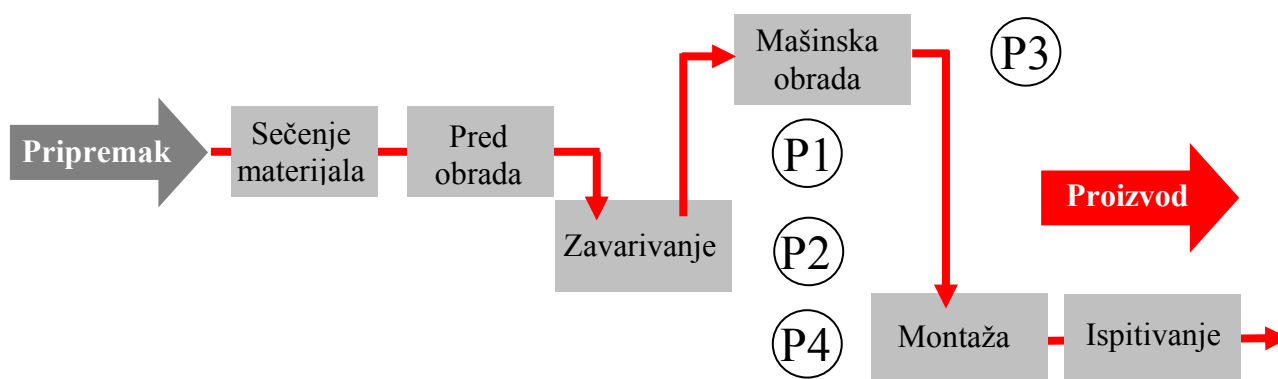 Pripremak
Sečenje
materijala
Pred
obrada
Zavarivanje
Mašinska
obrada
P3
P1
P2
P4
Proizvod
Montaža
Ispitivanje